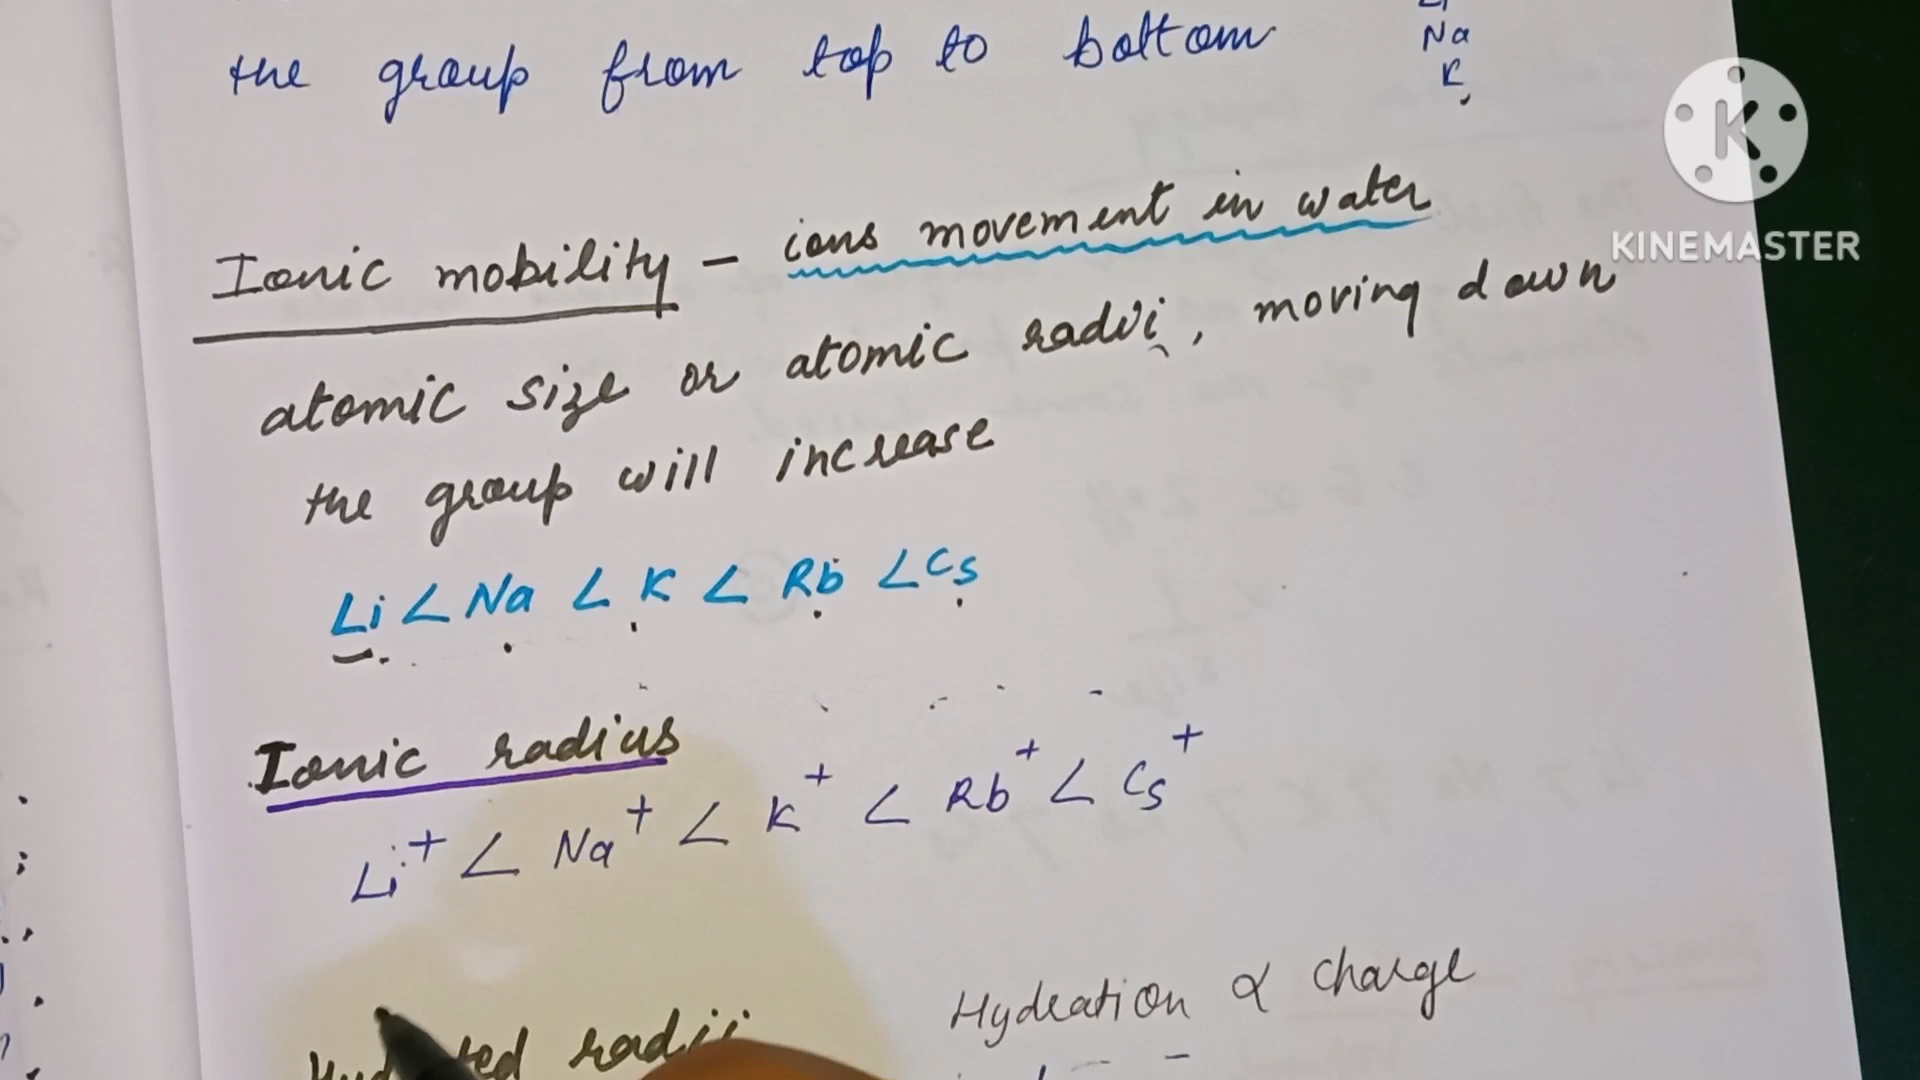 the group from top to bottom
Na
K
KINEMASTER
Ionic mobility - ions movement in water
atomic size or atomic radii, moving down
the group will increase
Li < Na < K < Rb < Cs
Ionic radius
Li⁺ < Na⁺ < K⁺ < Rb⁺ < Cs⁺
Hydration ∝ charge
radii